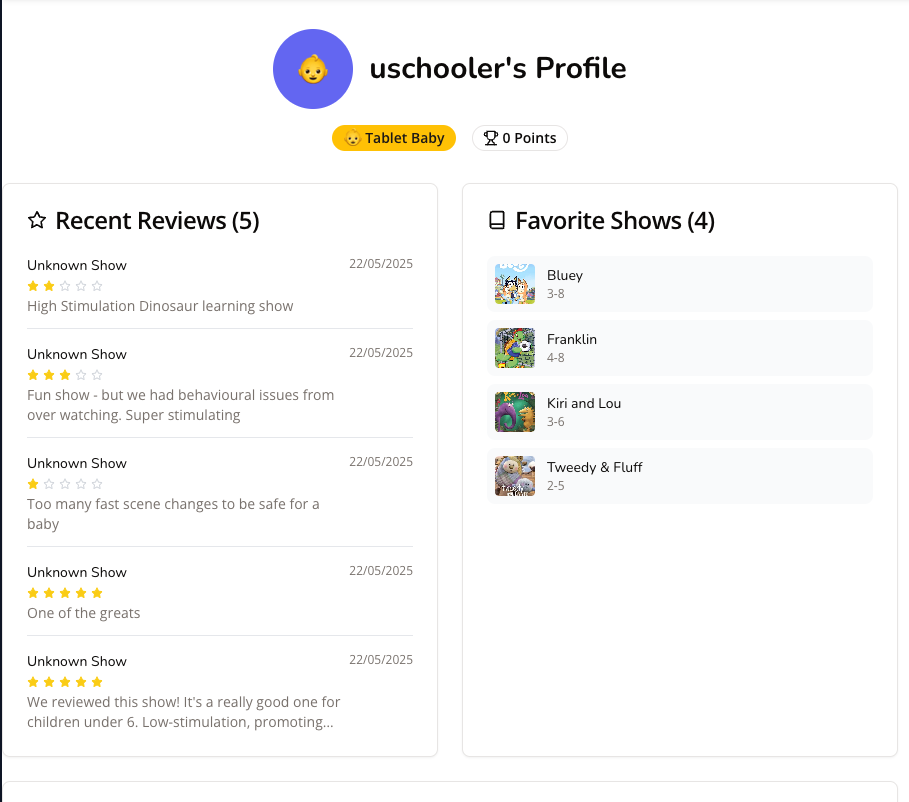 uschooler's Profile
Tablet Baby
0 Points
Recent Reviews (5)
Unknown Show
22/05/2025
High Stimulation Dinosaur learning show
Unknown Show
22/05/2025
Fun show - but we had behavioural issues from
over watching. Super stimulating
Unknown Show
22/05/2025
Too many fast scene changes to be safe for a
baby
Unknown Show
22/05/2025
One of the greats
Unknown Show
22/05/2025
We reviewed this show! It's a really good one for
children under 6. Low-stimulation, promoting...
Favorite Shows (4)
Bluey
3-8
Franklin
4-8
Kiri and Lou
3-6
Tweedy & Fluff
2-5